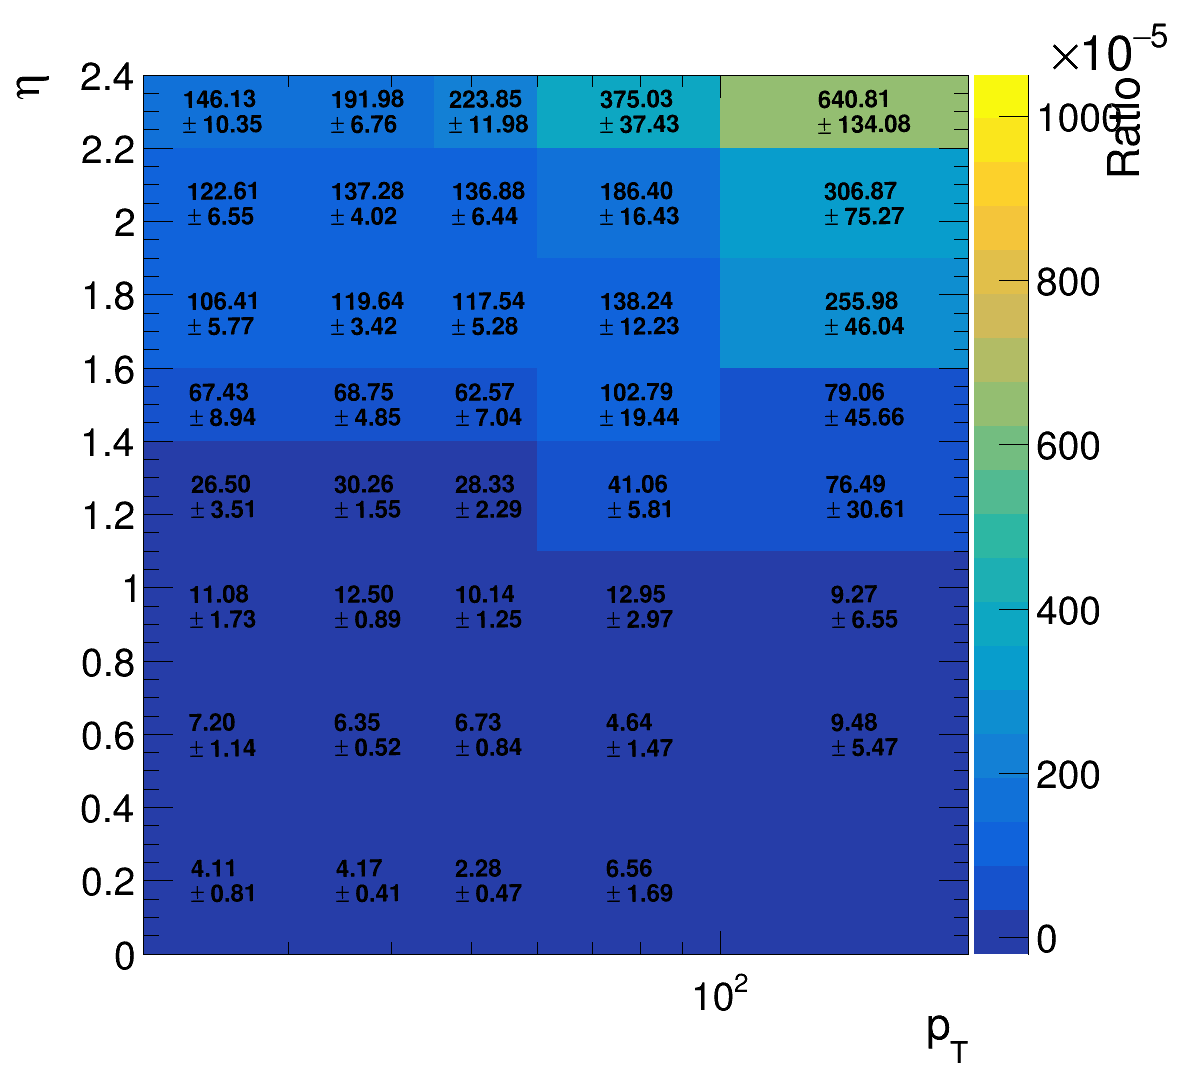 ×10⁻⁵
η
Ratio
2.4
146.13 191.98 223.85 375.03 640.81
± 10.35 ± 6.76 ± 11.98 ± 37.43 ± 134.08
1000
2.2
122.61 137.28 136.88 186.40 306.87
± 6.55 ± 4.02 ± 6.44 ± 16.43 ± 75.27
2
800
1.8
106.41 119.64 117.54 138.24 255.98
± 5.77 ± 3.42 ± 5.28 ± 12.23 ± 46.04
1.6
67.43 68.75 62.57 102.79 79.06
± 8.94 ± 4.85 ± 7.04 ± 19.44 ± 45.66
1.4
600
26.50 30.26 28.33 41.06 76.49
± 3.51 ± 1.55 ± 2.29 ± 5.81 ± 30.61
1.2
1
11.08 12.50 10.14 12.95 9.27
± 1.73 ± 0.89 ± 1.25 ± 2.97 ± 6.55
400
0.8
7.20 6.35 6.73 4.64 9.48
± 1.14 ± 0.52 ± 0.84 ± 1.47 ± 5.47
0.6
200
0.4
4.11 4.17 2.28 6.56
± 0.81 ± 0.41 ± 0.47 ± 1.69
0.2
0
0
10²
p_T